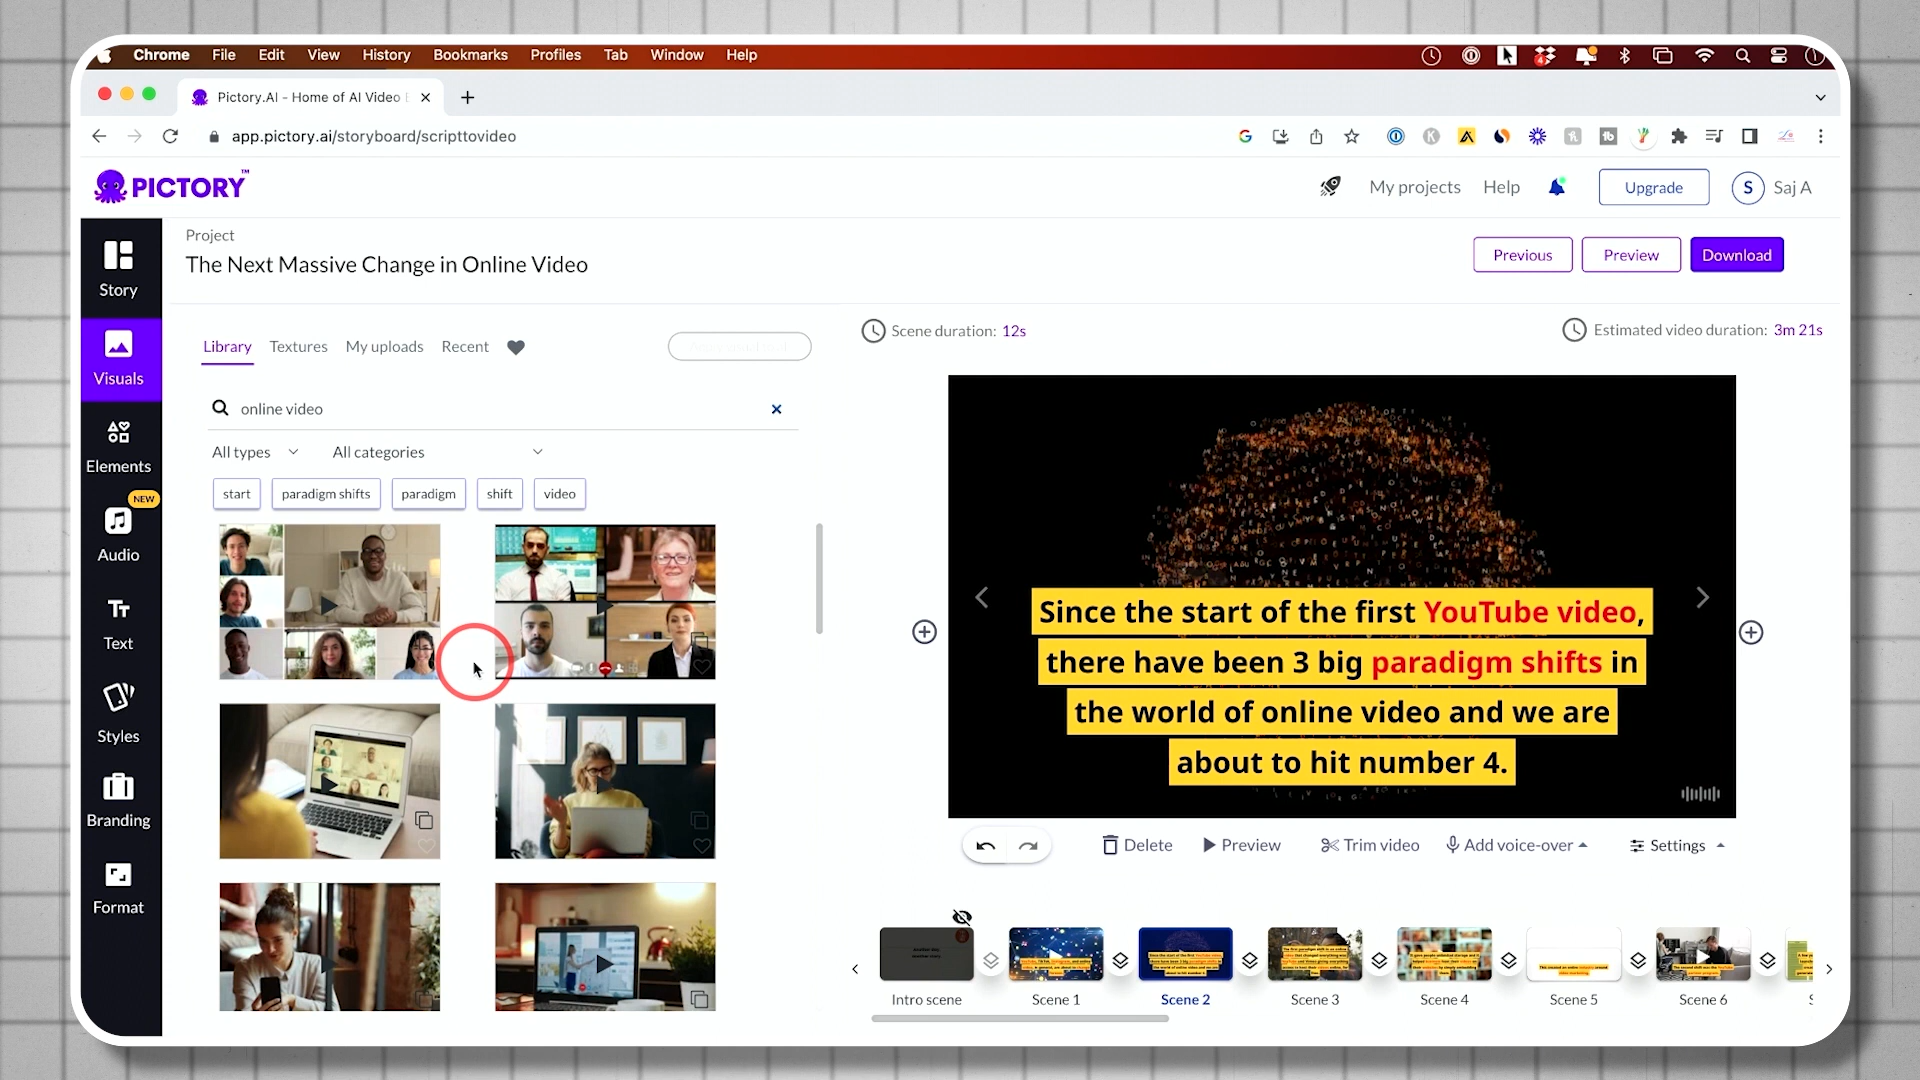 Chrome File Edit View History Bookmarks Profiles Tab Window Help
Pictory.AI - Home of AI Video
app.pictory.ai/storyboard/scripttovideo
PICTORY™
My projects Help Upgrade S Saj A
Project
The Next Massive Change in Online Video
Previous Preview Download
Story
Visuals
Elements
NEW
Audio
Text
Styles
Branding
Format
Library Textures My uploads Recent
online video
All types All categories
start paradigm shifts paradigm shift video
Scene duration: 12s
Estimated video duration: 3m 21s
Since the start of the first YouTube video,
there have been 3 big paradigm shifts in
the world of online video and we are
about to hit number 4.
Delete Preview Trim video Add voice-over Settings
Intro scene Scene 1 Scene 2 Scene 3 Scene 4 Scene 5 Scene 6